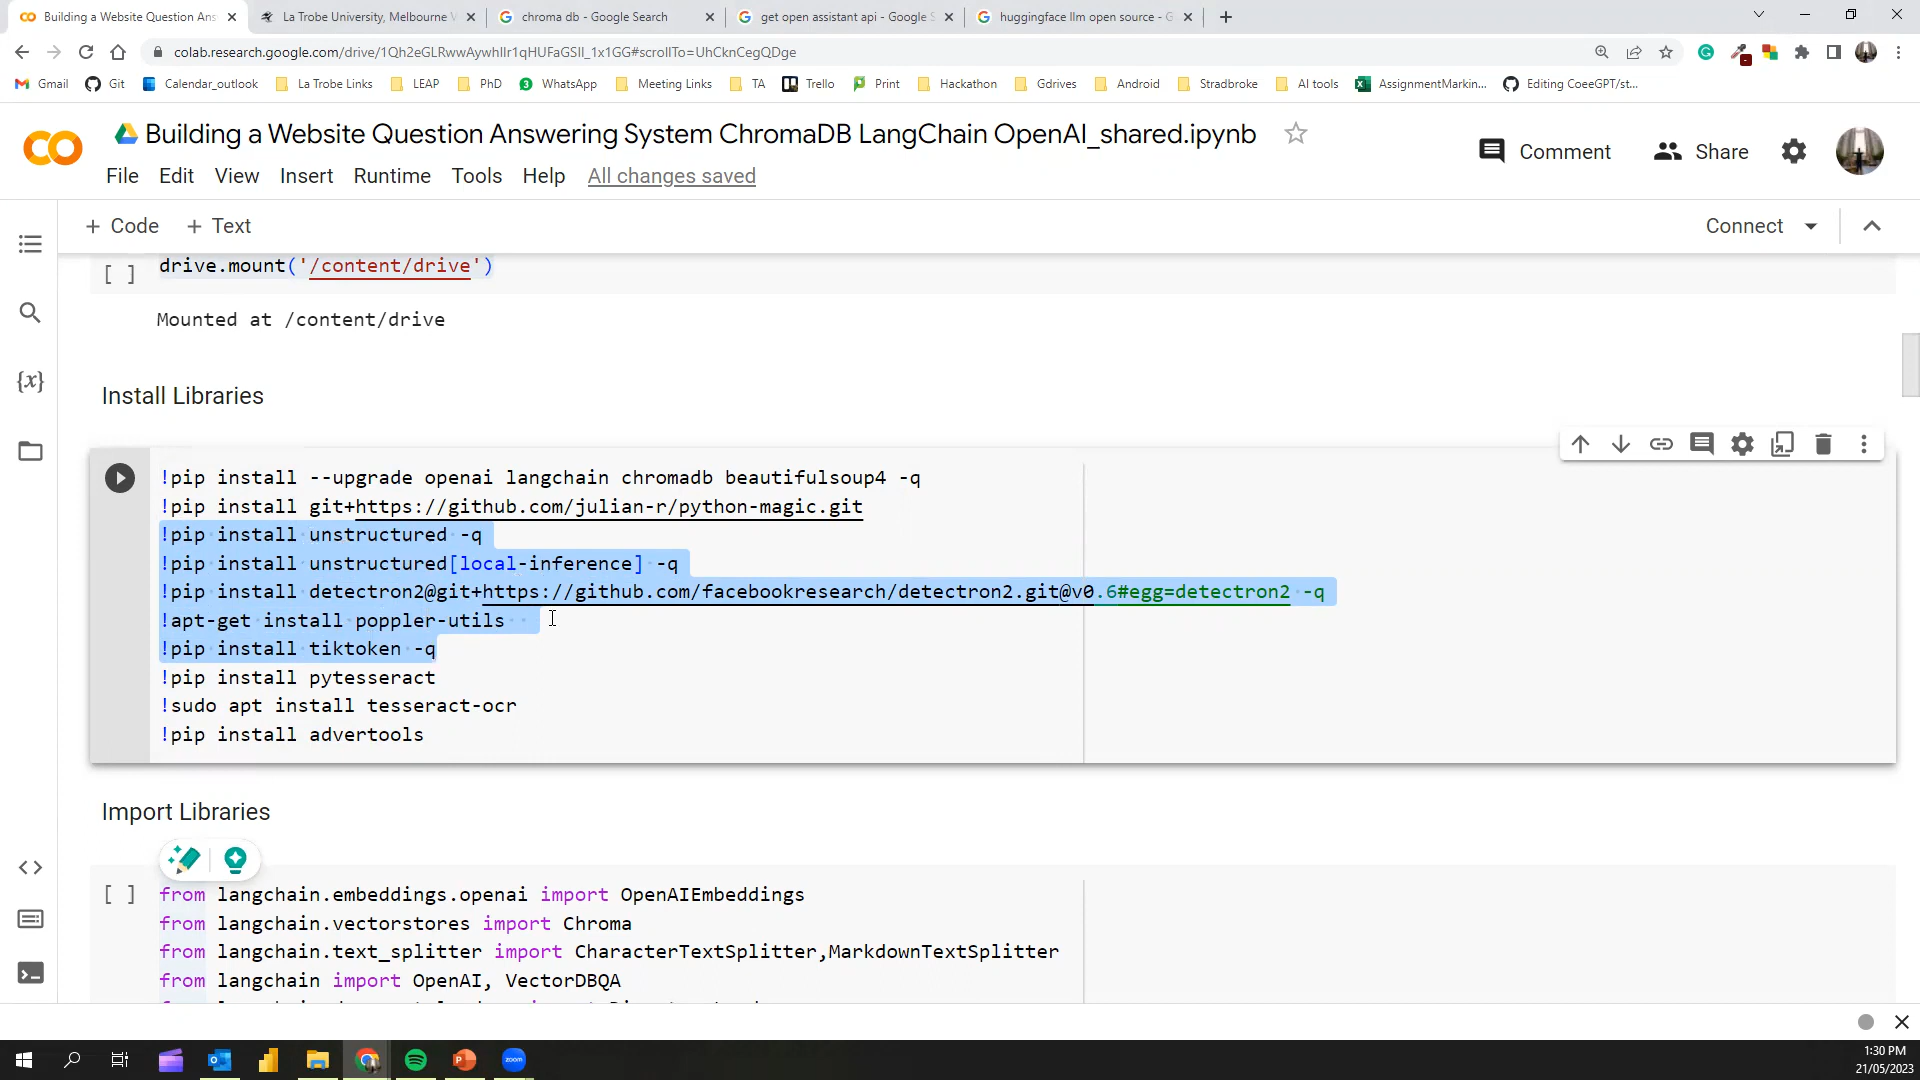 Building a Website Question Ans
La Trobe University, Melbourne V
chroma db - Google Search
get open assistant api - Google S
huggingface llm open source - G
colab.research.google.com/drive/1Qh2eGLRwwAywhlIr1qHUFaGSII_1x1GG#scrollTo=UhCknCegQDge
Gmail
Git
Calendar_outlook
La Trobe Links
LEAP
PhD
WhatsApp
Meeting Links
TA
Trello
Print
Hackathon
Gdrives
Android
Stradbroke
AI tools
AssignmentMarkin...
Editing CoeeGPT/st...
Building a Website Question Answering System ChromaDB LangChain OpenAI_shared.ipynb
Comment
Share
File Edit View Insert Runtime Tools Help All changes saved
+ Code + Text
Connect
[ ] drive.mount('/content/drive')
Mounted at /content/drive
Install Libraries
!pip install --upgrade openai langchain chromadb beautifulsoup4 -q
!pip install git+https://github.com/julian-r/python-magic.git
!pip install unstructured -q
!pip install unstructured[local-inference] -q
!pip install detectron2@git+https://github.com/facebookresearch/detectron2.git@v0.6#egg=detectron2 -q
!apt-get install poppler-utils
!pip install tiktoken -q
!pip install pytesseract
!sudo apt install tesseract-ocr
!pip install advertools
Import Libraries
[ ] from langchain.embeddings.openai import OpenAIEmbeddings
from langchain.vectorstores import Chroma
from langchain.text_splitter import CharacterTextSplitter,MarkdownTextSplitter
from langchain import OpenAI, VectorDBQA
zoom
1:30 PM
21/05/2023